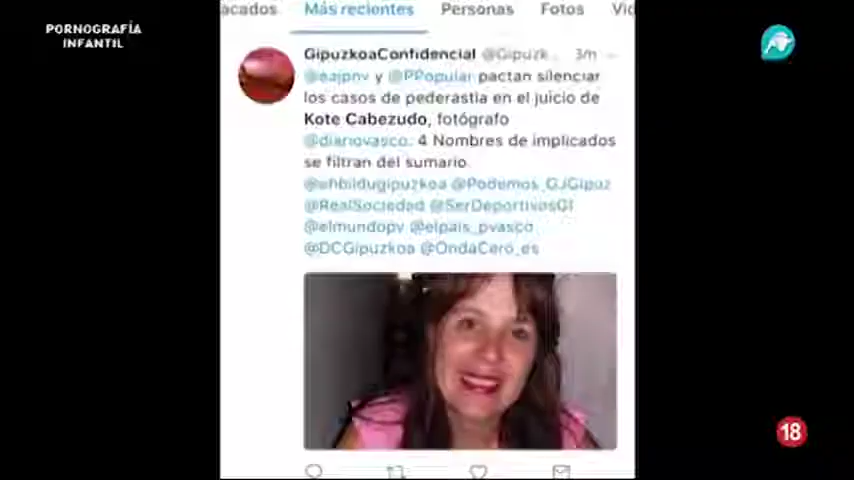 PORNOGRAFÍA
INFANTIL
acados Más recientes Personas Fotos Vid
GipuzkoaConfidencial @Gipuzk... 3m
@eajpnv y @PPopular pactan silenciar
los casos de pederastia en el juicio de
Kote Cabezudo, fotógrafo
@diariovasco. 4 Nombres de implicados
se filtran del sumario
@ehbildugipuzkoa @Podemos_GJGipuz
@RealSociedad @SerDeportivosGI
@elmundopv @elpais_pvasco
@DCGipuzkoa @OndaCero_es
18